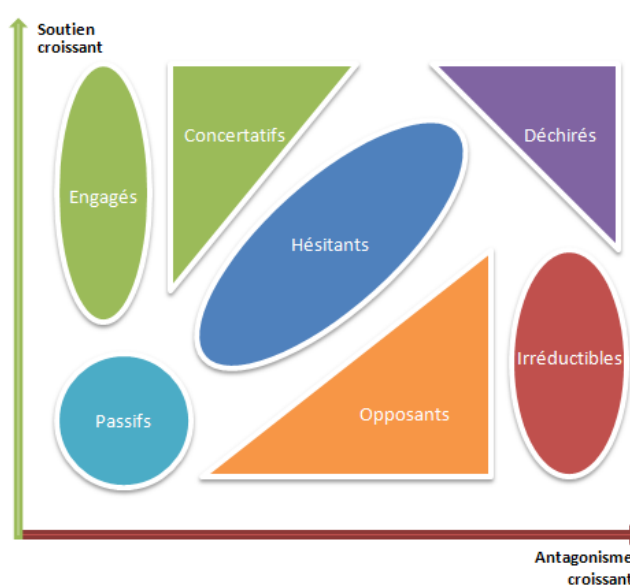 Soutien
croissant
Concertatifs
Déchirés
Engagés
Hésitants
Irréductibles
Passifs
Opposants
Antagonisme
croissant